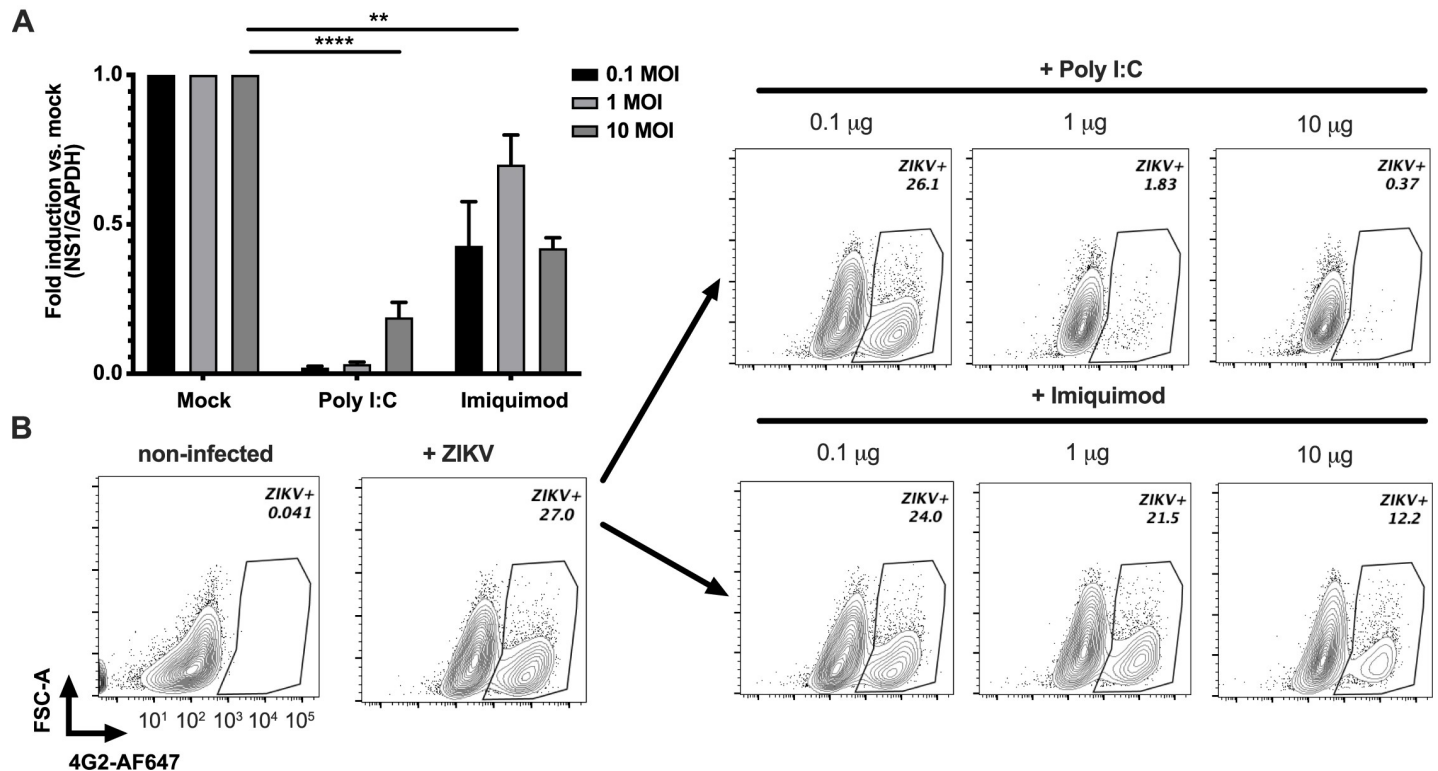 A
**
****
Fold induction vs. mock
(NS1/GAPDH)
1.0
0.5
0.0
0.1 MOI
1 MOI
10 MOI
Mock
Poly I:C
Imiquimod
+ Poly I:C
0.1 µg
1 µg
10 µg
ZIKV+
26.1
ZIKV+
1.83
ZIKV+
0.37
B
non-infected
+ ZIKV
ZIKV+
0.041
ZIKV+
27.0
FSC-A
10¹ 10² 10³ 10⁴ 10⁵
4G2-AF647
+ Imiquimod
0.1 µg
1 µg
10 µg
ZIKV+
24.0
ZIKV+
21.5
ZIKV+
12.2